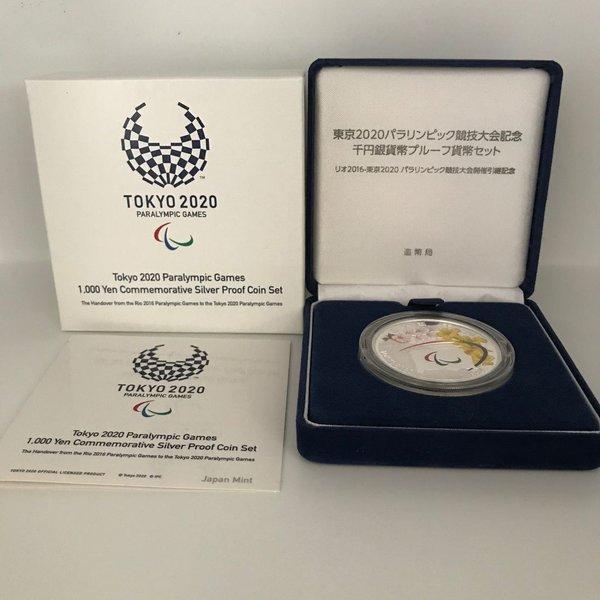 TOKYO 2020
PARALYMPIC GAMES
Tokyo 2020 Paralympic Games
1,000 Yen Commemorative Silver Proof Coin Set
The Handover from the Rio 2016 Paralympic Games to the Tokyo 2020 Paralympic Games
東京2020パラリンピック競技大会記念
千円銀貨幣プルーフ貨幣セット
リオ2016-東京2020 パラリンピック競技大会開催引継記念
造幣局
TOKYO 2020
PARALYMPIC GAMES
Tokyo 2020 Paralympic Games
1,000 Yen Commemorative Silver Proof Coin Set
The Handover from the Rio 2016 Paralympic Games to the Tokyo 2020 Paralympic Games
TOKYO 2020 OFFICIAL LICENSED PRODUCT © Tokyo 2020 © IPC
Japan Mint